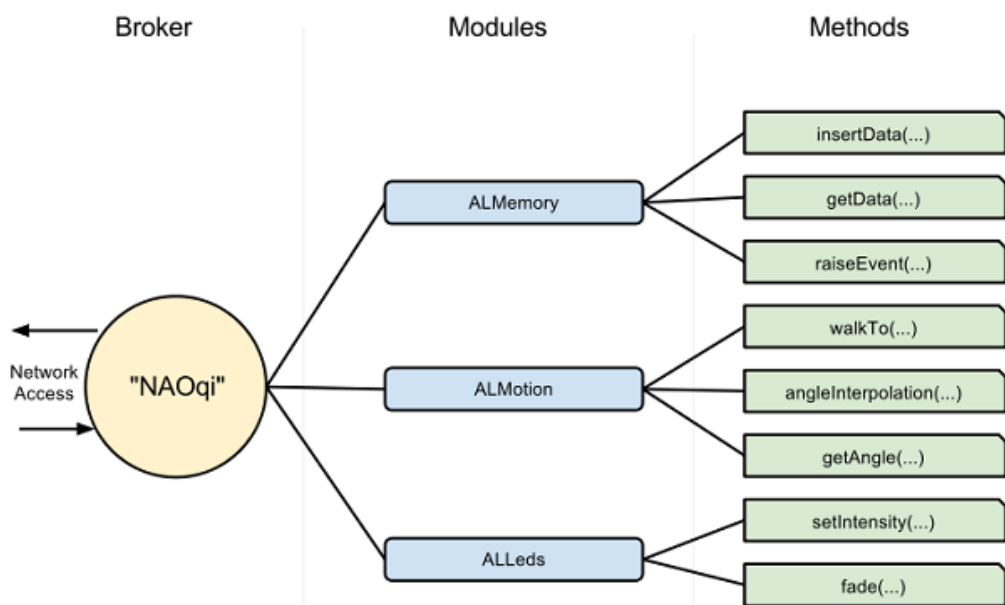 Broker
Modules
Methods
insertData(...)
ALMemory
getData(...)
raiseEvent(...)
walkTo(...)
Network
Access
"NAOqi"
ALMotion
angleInterpolation(...)
getAngle(...)
setIntensity(...)
ALLeds
fade(...)